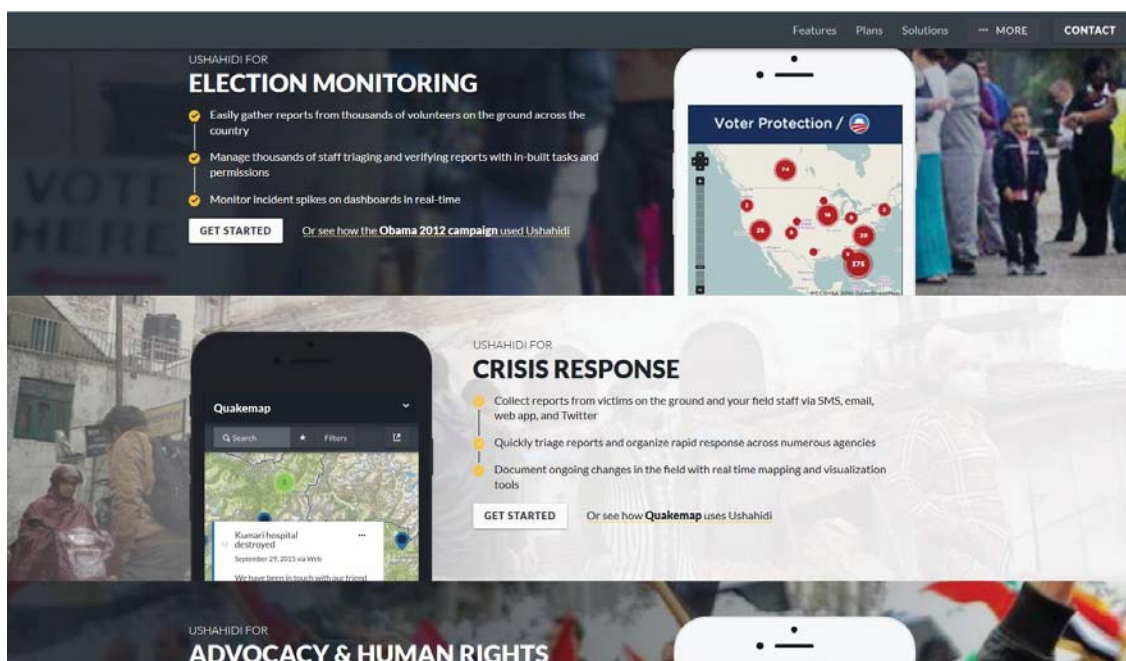 Features Plans Solutions ··· MORE CONTACT
USHAHIDI FOR
ELECTION MONITORING
Easily gather reports from thousands of volunteers on the ground across the
country
Manage thousands of staff triaging and verifying reports with in-built tasks and
permissions
Monitor incident spikes on dashboards in real-time
GET STARTED Or see how the Obama 2012 campaign used Ushahidi
VOTE
HERE
Voter Protection /
74
2
16
26
375
USHAHIDI FOR
CRISIS RESPONSE
Collect reports from victims on the ground and your field staff via SMS, email,
web app, and Twitter
Quickly triage reports and organize rapid response across numerous agencies
Document ongoing changes in the field with real time mapping and visualization
tools
GET STARTED Or see how Quakemap uses Ushahidi
Quakemap
Search Filters
Kumari hospital ···
destroyed
September 29, 2015 via Web
We have been in touch with our friend
USHAHIDI FOR
ADVOCACY & HUMAN RIGHTS